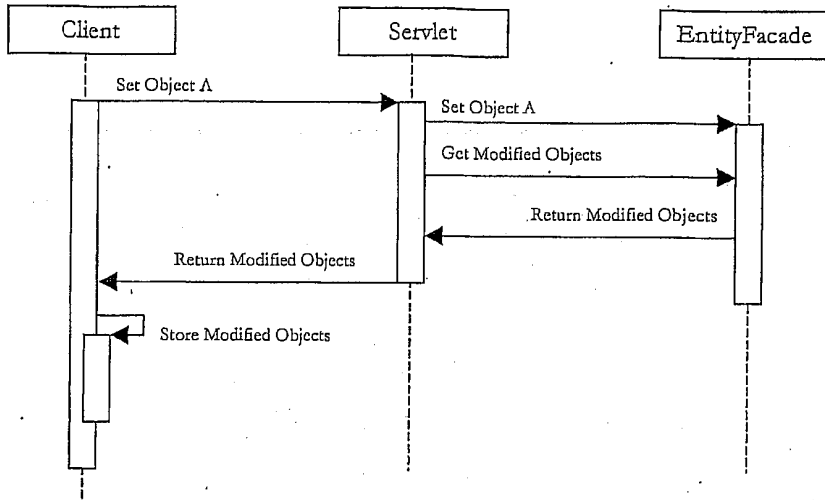 Client
Servlet
EntityFacade
Set Object A
Set Object A
Get Modified Objects
Return Modified Objects
Return Modified Objects
Store Modified Objects